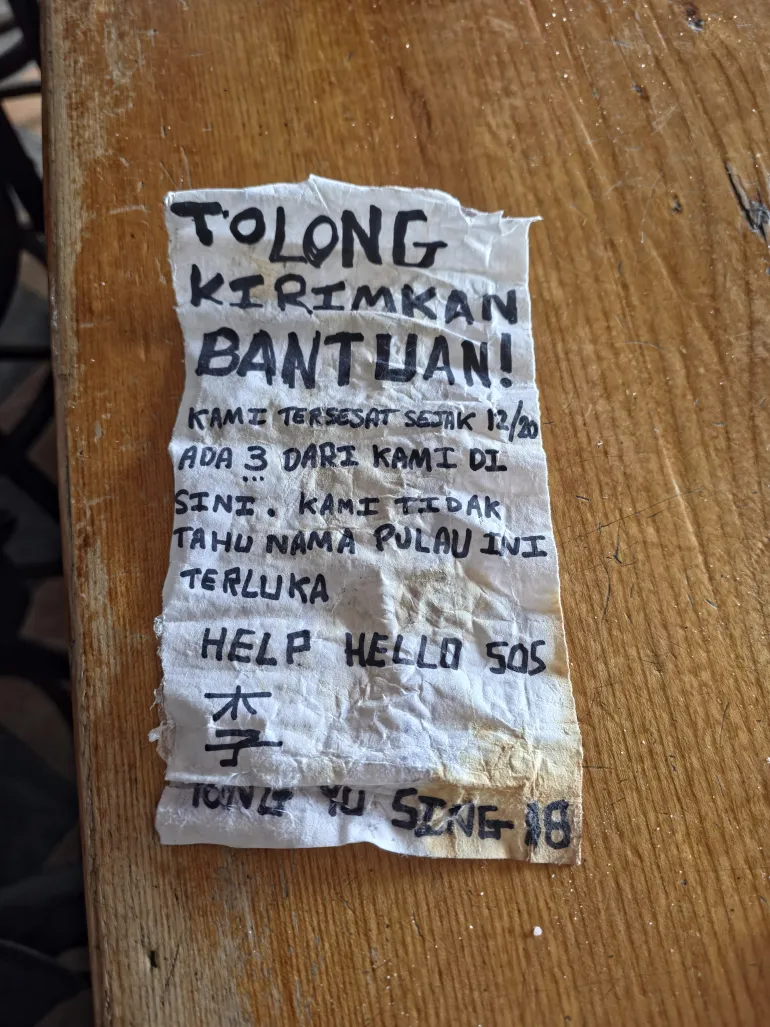 TOLONG
KIRIMKAN
BANTUAN!
KAMI TERSESAT SEJAK 12/20
ADA 3 DARI KAMI DI
SINI. KAMI TIDAK
TAHU NAMA PULAU INI
TERLUKA
HELP HELLO SOS
李
YU SING 18